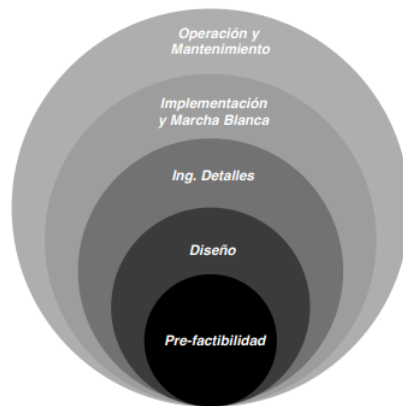 Operación y
Mantenimiento
Implementación
y Marcha Blanca
Ing. Detalles
Diseño
Pre-factibilidad